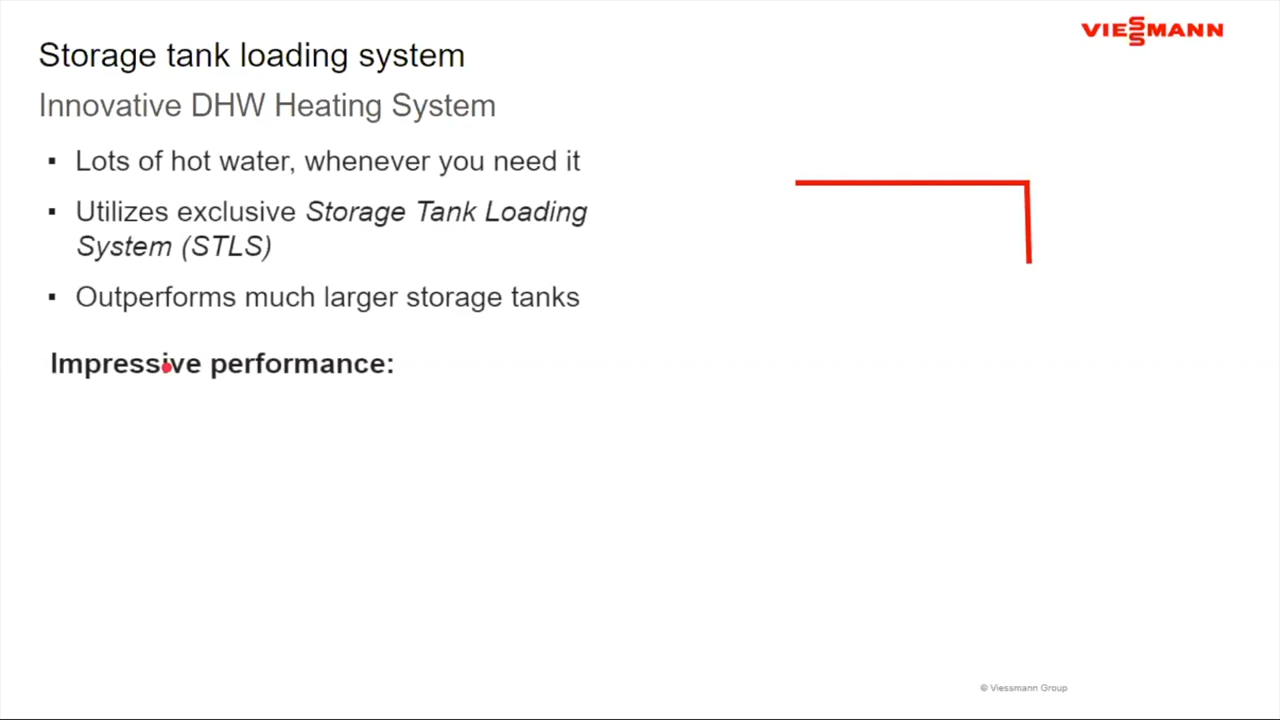 VIESSMANN
Storage tank loading system
Innovative DHW Heating System
▪ Lots of hot water, whenever you need it
▪ Utilizes exclusive Storage Tank Loading
System (STLS)
▪ Outperforms much larger storage tanks
Impressive performance:
© Viessmann Group